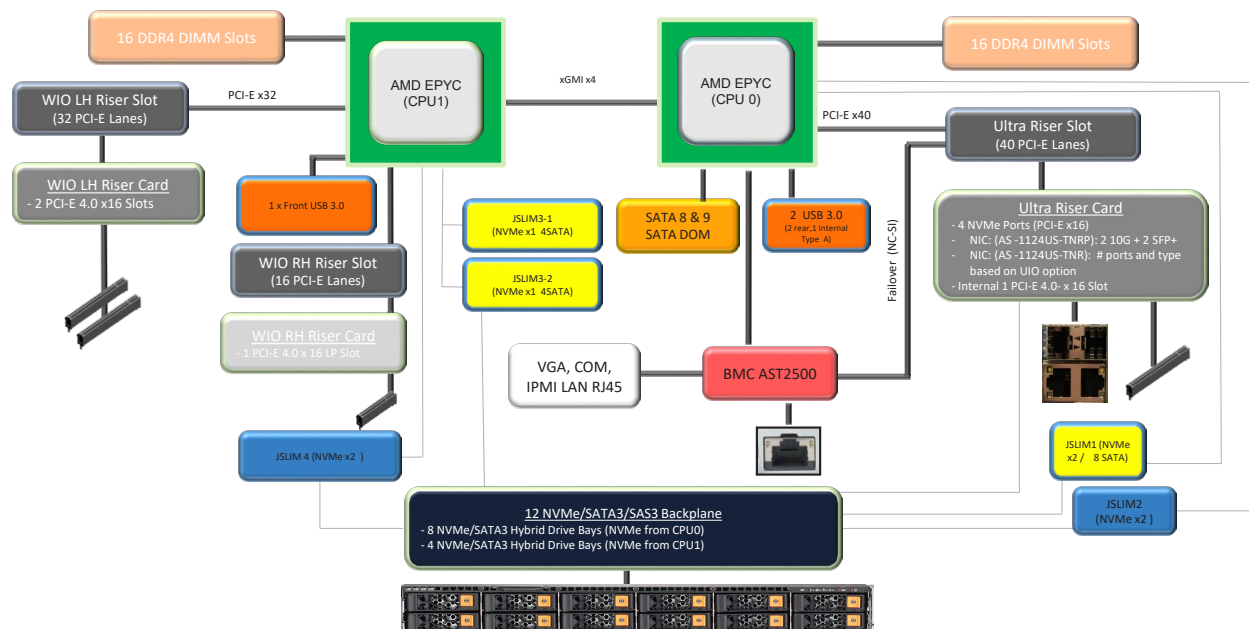 16 DDR4 DIMM Slots
AMD EPYC
(CPU1)
xGMI x4
AMD EPYC
(CPU 0)
16 DDR4 DIMM Slots
WIO LH Riser Slot
(32 PCI-E Lanes)
PCI-E x32
PCI-E x40
Ultra Riser Slot
(40 PCI-E Lanes)
WIO LH Riser Card
- 2 PCI-E 4.0 x16 Slots
1 x Front USB 3.0
JSLIM3-1
(NVMe x1 4SATA)
SATA 8 & 9
SATA DOM
2 USB 3.0
(2 rear,1 Internal
Type A)
Failover (NC-SI)
Ultra Riser Card
- 4 NVMe Ports (PCI-E x16)
- NIC: (AS -1124US-TNRP): 2 10G + 2 SFP+
- NIC: (AS -1124US-TNR): # ports and type
based on UIO option
- Internal 1 PCI-E 4.0- x 16 Slot
WIO RH Riser Slot
(16 PCI-E Lanes)
JSLIM3-2
(NVMe x1 4SATA)
WIO RH Riser Card
- 1 PCI-E 4.0 x 16 LP Slot
VGA, COM,
IPMI LAN RJ45
BMC AST2500
JSLIM 4 (NVMe x2 )
JSLIM1 (NVMe
x2 / 8 SATA)
JSLIM2
(NVMe x2 )
12 NVMe/SATA3/SAS3 Backplane
- 8 NVMe/SATA3 Hybrid Drive Bays (NVMe from CPU0)
- 4 NVMe/SATA3 Hybrid Drive Bays (NVMe from CPU1)